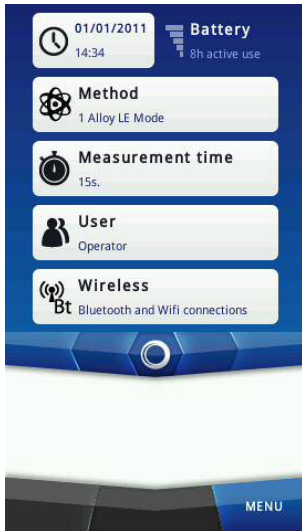 01/01/2011
14:34
Battery
8h active use
Method
1 Alloy LE Mode
Measurement time
15s.
User
Operator
Wireless
Bt
Bluetooth and Wifi connections
MENU